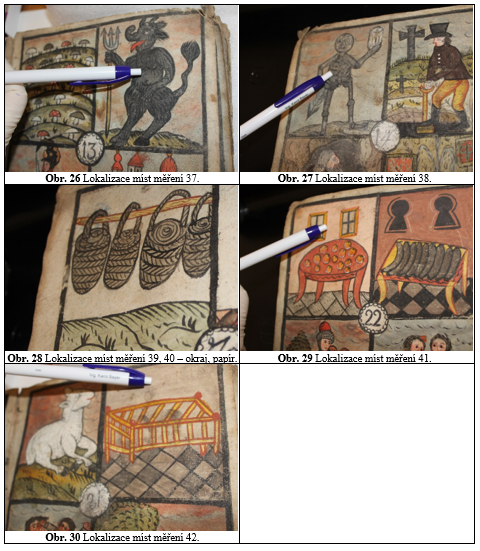 13
Obr. 26 Lokalizace míst měření 37.
Obr. 27 Lokalizace míst měření 38.
Obr. 28 Lokalizace míst měření 39, 40 – okraj, papír.
22
Obr. 29 Lokalizace míst měření 41.
Obr. 30 Lokalizace míst měření 42.